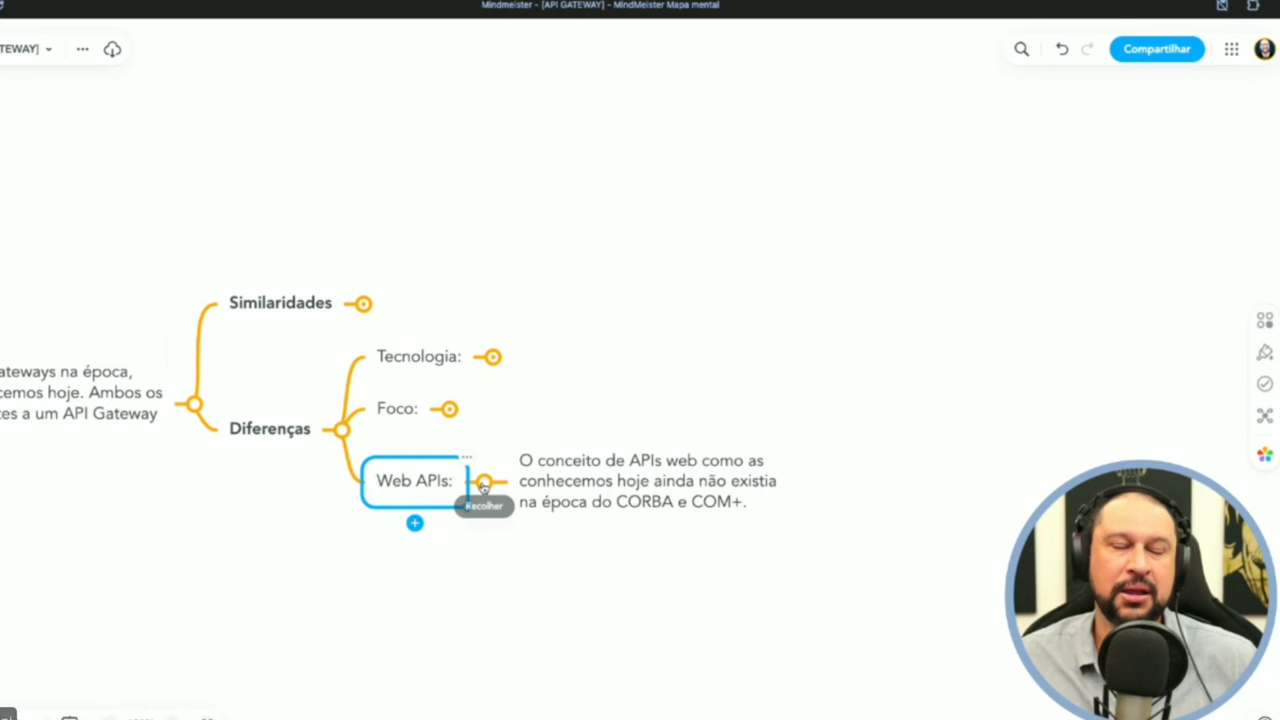 Mindmeister - [API GATEWAY] - MindMeister Mapa mental
TEWAY]
Compartilhar
Similaridades
Tecnologia:
ateways na época,
cemos hoje. Ambos os
tes a um API Gateway
Foco:
Diferenças
Web APIs:
O conceito de APIs web como as
conhecemos hoje ainda não existia
na época do CORBA e COM+.
Recolher